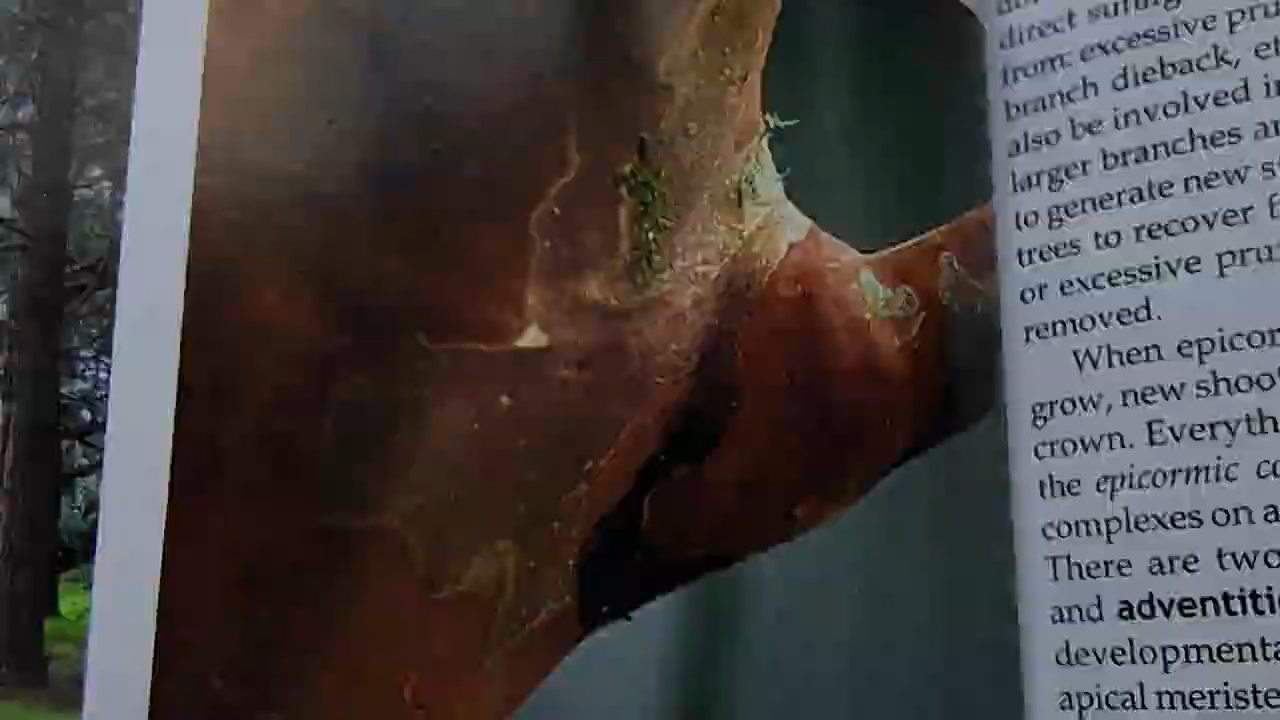 direct
from excessive pru
branch dieback, et
also be involved i
larger branches an
to generate new s
trees to recover f
or excessive pru
removed.
When epicor
grow, new shoo
crown. Everyth
the epicormic co
complexes on a
There are two
and adventiti
developmenta
apical meriste